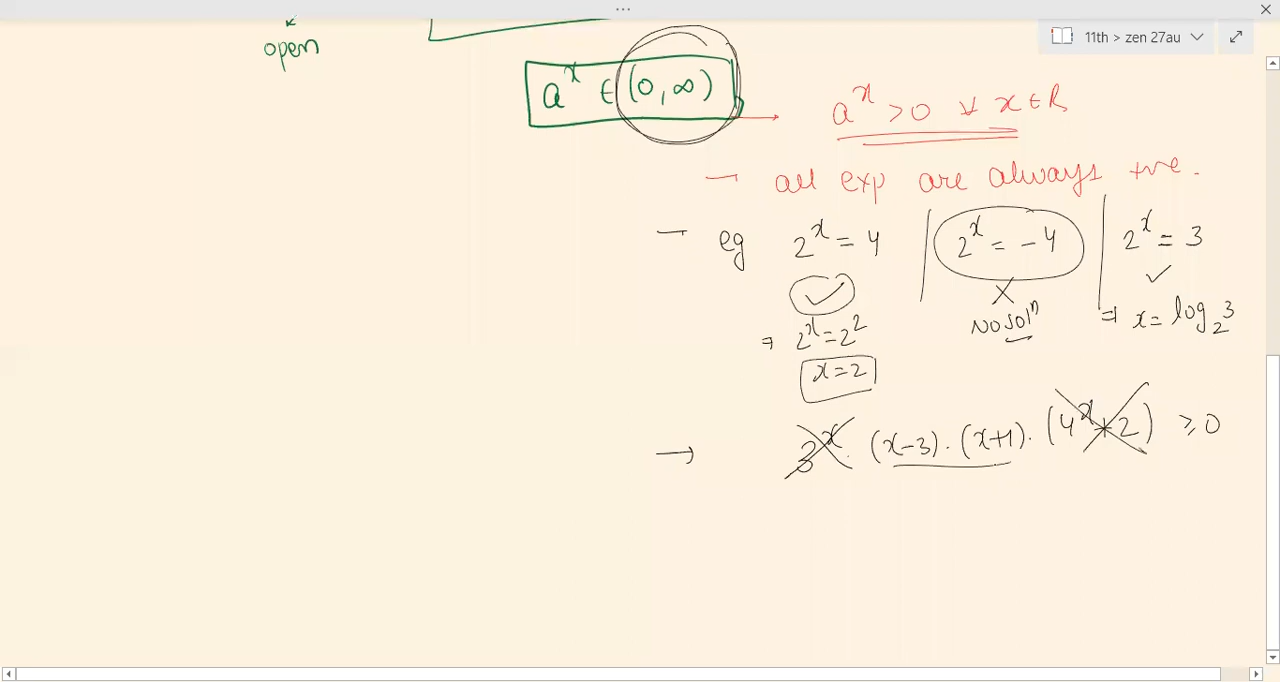 11th > zen 27au
open
a^x ∈ (0, ∞)
a^x > 0 ∀ x ∈ R
— all exp are always +ve.
— eg 2^x = 4 | 2^x = -4 | 2^x = 3
✓ × ✓
No solⁿ
⇒ 2^x = 2^2
⇒ x = log_2 3
x = 2
→ 3^x . (x-3) . (x+1) . (4^x + 2) ≥ 0